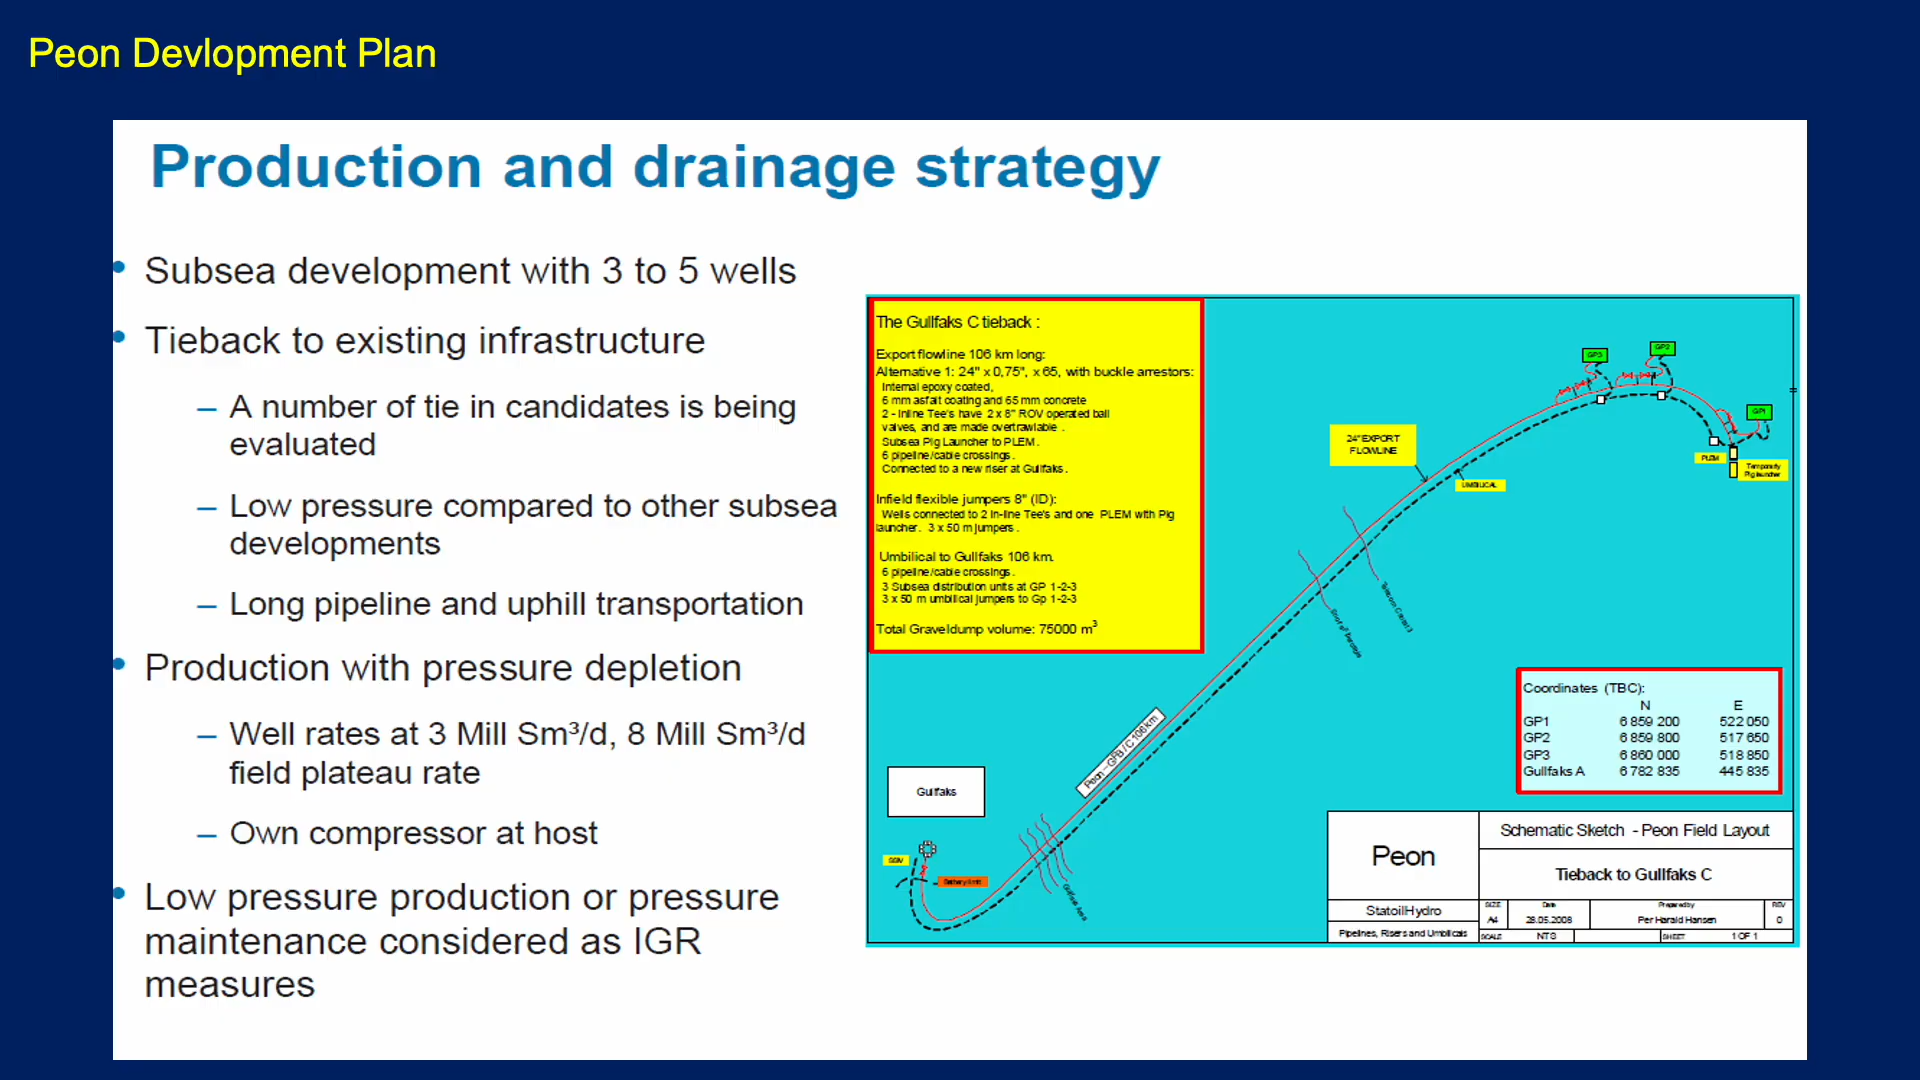 Peon Devlopment Plan
Production and drainage strategy
• Subsea development with 3 to 5 wells
• Tieback to existing infrastructure
– A number of tie in candidates is being
evaluated
– Low pressure compared to other subsea
developments
– Long pipeline and uphill transportation
• Production with pressure depletion
– Well rates at 3 Mill Sm³/d, 8 Mill Sm³/d
field plateau rate
– Own compressor at host
• Low pressure production or pressure
maintenance considered as IGR
measures
The Gullfaks C tieback :
Export flowline 106 km long:
Alternative 1: 24" x 0,75", x 65, with buckle arrestors:
Internal epoxy coated,
6 mm asfalt coating and 65 mm concrete
2 - Inline Tee's have 2 x 8" ROV operated ball
valves, and are made overtrawlable .
Subsea Pig Launcher to PLEM .
6 pipeline/cable crossings .
Connected to a new riser at Gullfaks .
Infield flexible jumpers 8" (ID):
Wells connected to 2 In-line Tee's and one PLEM with Pig
launcher. 3 x 50 m jumpers .
Umbilical to Gullfaks 106 km.
6 pipeline/cable crossings .
3 Subsea distribution units at GP 1-2-3
3 x 50 m umbilical jumpers to Gp 1-2-3
Total Graveldump volume: 75000 m³
GP3
GP2
GP1
24" EXPORT
FLOWLINE
UMBILICAL
PLEM
Temporary
Pig launcher
Peon – GFB / C 106 km
Gullfaks
SSIV
Coordinates (TBC):
N E
GP1 6 859 200 522 050
GP2 6 859 800 517 650
GP3 6 860 000 518 850
Gullfaks A 6 782 835 445 835
Peon
Schematic Sketch - Peon Field Layout
Tieback to Gullfaks C
StatoilHydro
Pipelines, Risers and Umbilicals
SIZE Date Prepared by REV
A4 28.05.2008 Per Harald Hansen 0
SCALE NTS SHEET 1 OF 1